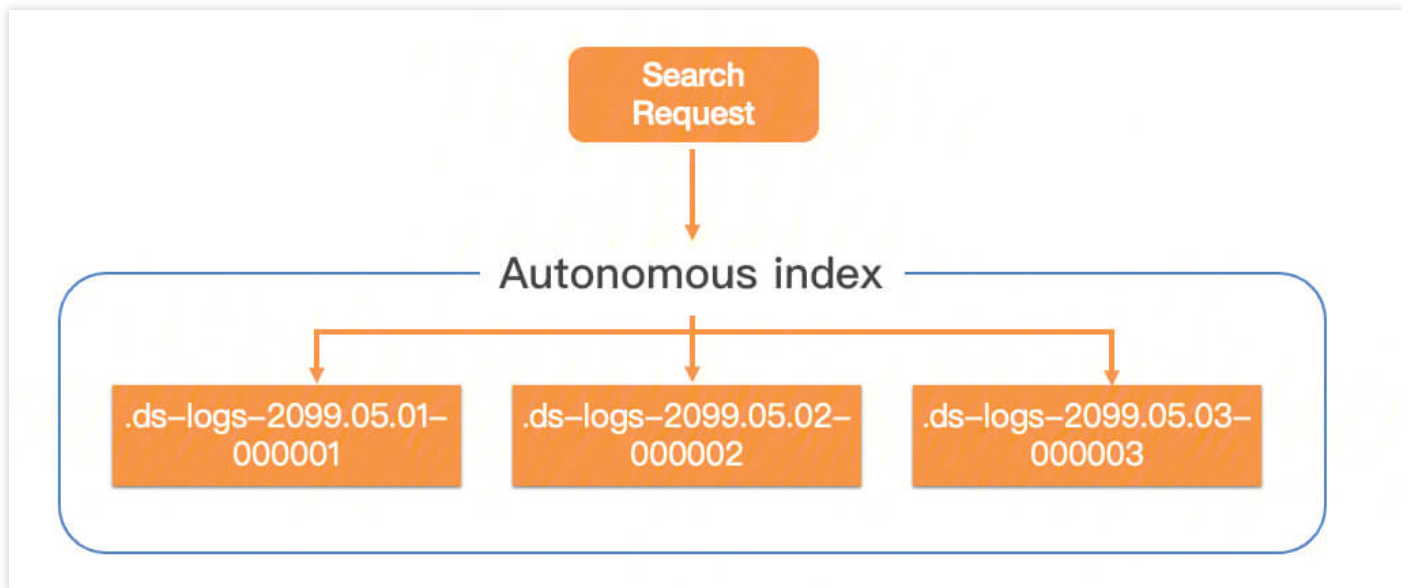 Search
Request
Autonomous index
.ds–logs–2099.05.01–
000001
.ds–logs–2099.05.02–
000002
.ds–logs–2099.05.03–
000003